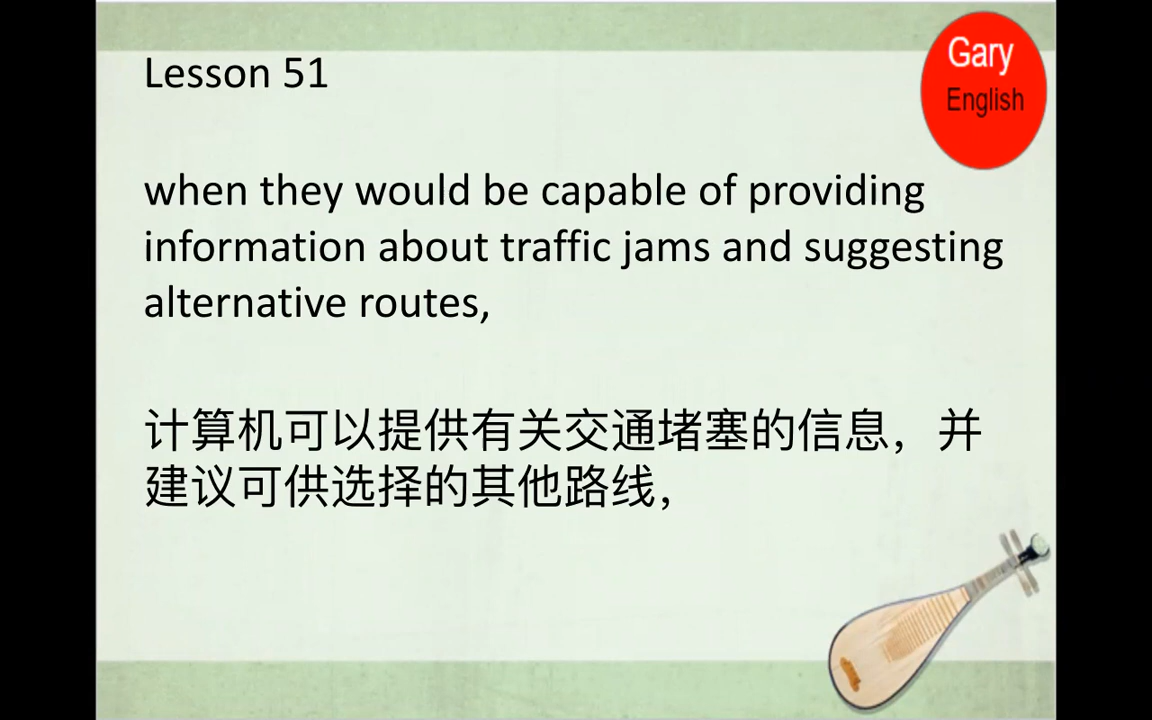 Gary
English
Lesson 51
when they would be capable of providing
information about traffic jams and suggesting
alternative routes,
计算机可以提供有关交通堵塞的信息，并
建议可供选择的其他路线，